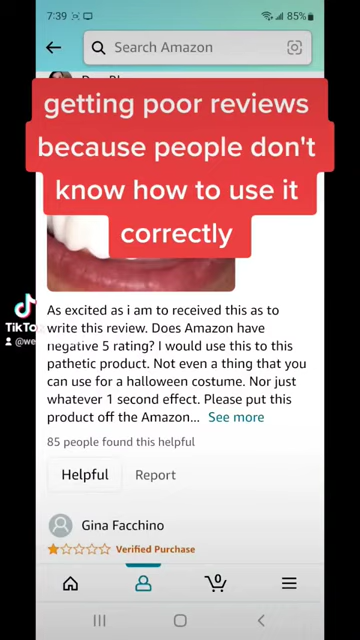 7:39
85%
Search Amazon
getting poor reviews
because people don't
know how to use it
correctly
As excited as i am to received this as to
write this review. Does Amazon have
negative 5 rating? I would use this to this
pathetic product. Not even a thing that you
can use for a halloween costume. Nor just
whatever 1 second effect. Please put this
product off the Amazon... See more
TikTo
@we
85 people found this helpful
Helpful
Report
Gina Facchino
Verified Purchase
0